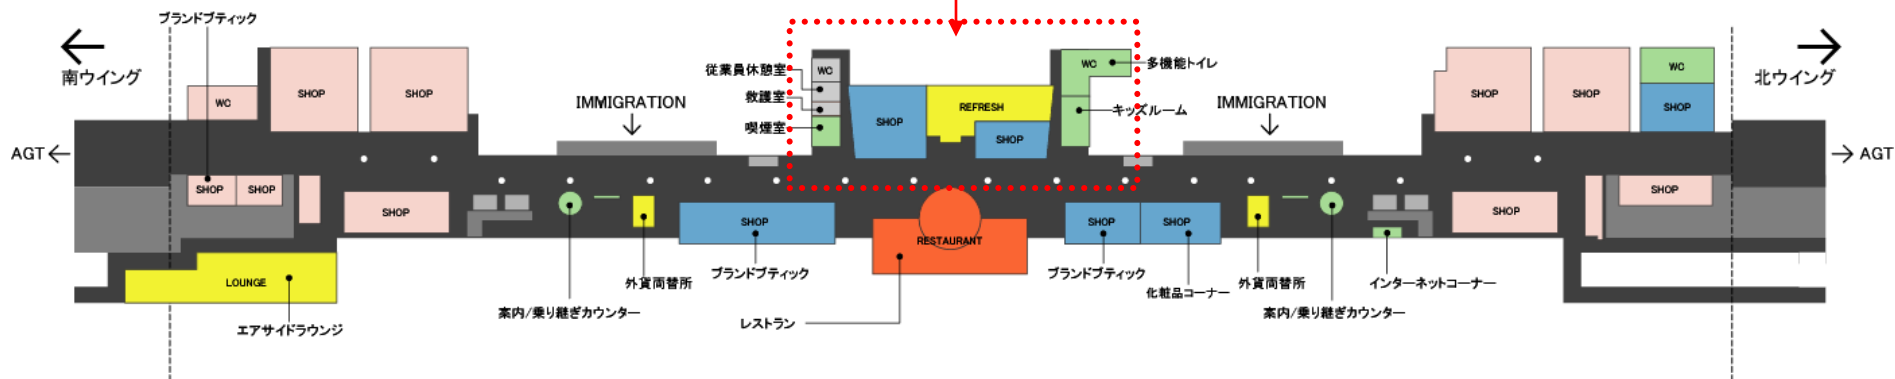 ブランドブティック
南ウイング
WC
SHOP
SHOP
従業員休憩室
救護室
喫煙室
WC
IMMIGRATION
SHOP
REFRESH
SHOP
WC
多機能トイレ
キッズルーム
IMMIGRATION
SHOP
SHOP
WC
SHOP
北ウイング
AGT
AGT
SHOP
SHOP
SHOP
SHOP
RESTAURANT
SHOP
SHOP
SHOP
SHOP
LOUNGE
エアサイドラウンジ
案内/乗り継ぎカウンター
外貨両替所
ブランドブティック
レストラン
ブランドブティック
化粧品コーナー
外貨両替所
案内/乗り継ぎカウンター
インターネットコーナー